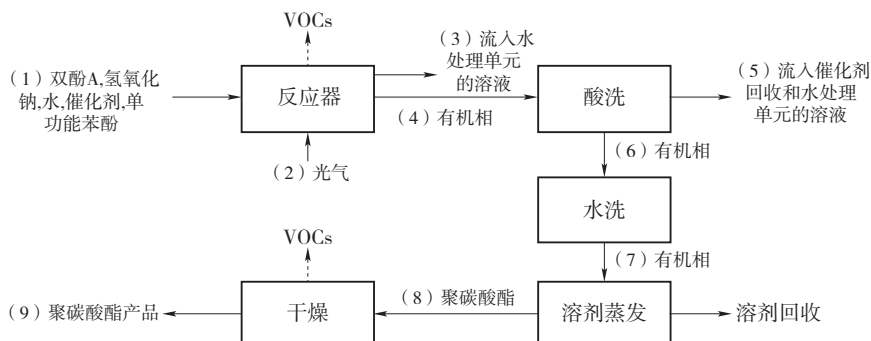 VOCs
（3）流入水
处理单元
的溶液
（1）双酚A,氢氧化
钠,水,催化剂,单
功能苯酚
反应器
（4）有机相
酸洗
（5）流入催化剂
回收和水处理
单元的溶液
（2）光气
（6）有机相
水洗
VOCs
（7）有机相
（9）聚碳酸酯产品
干燥
（8）聚碳酸酯
溶剂蒸发
溶剂回收